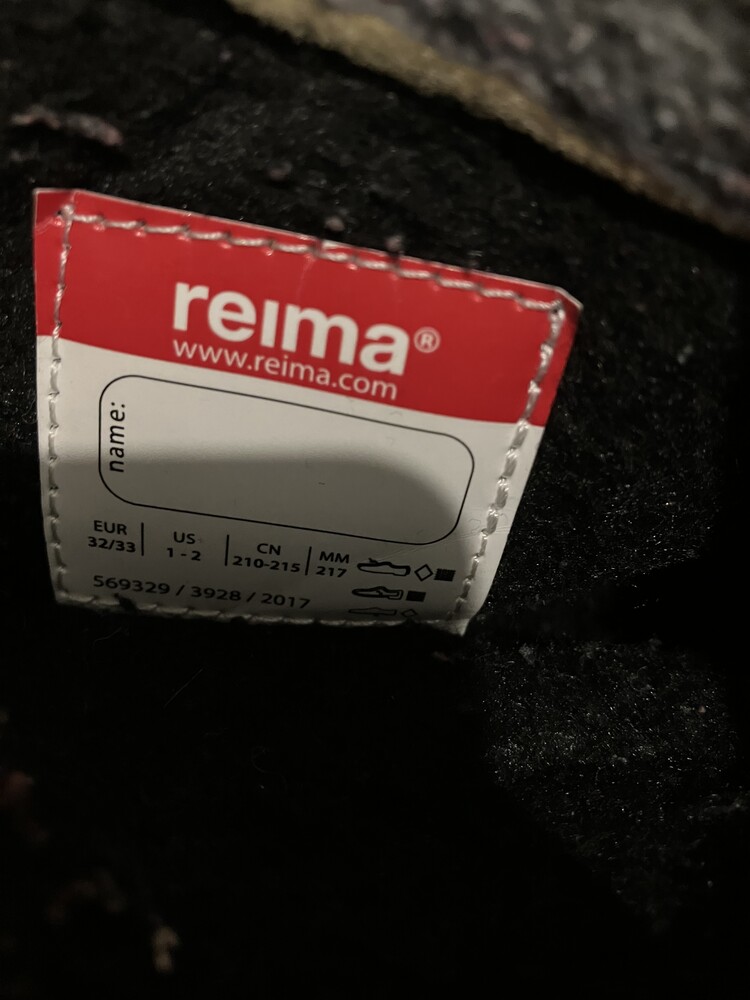 reima®
www.reima.com
name:
EUR 32/33 | US 1 - 2 | CN 210-215 | MM 217
569329 / 3928 / 2017